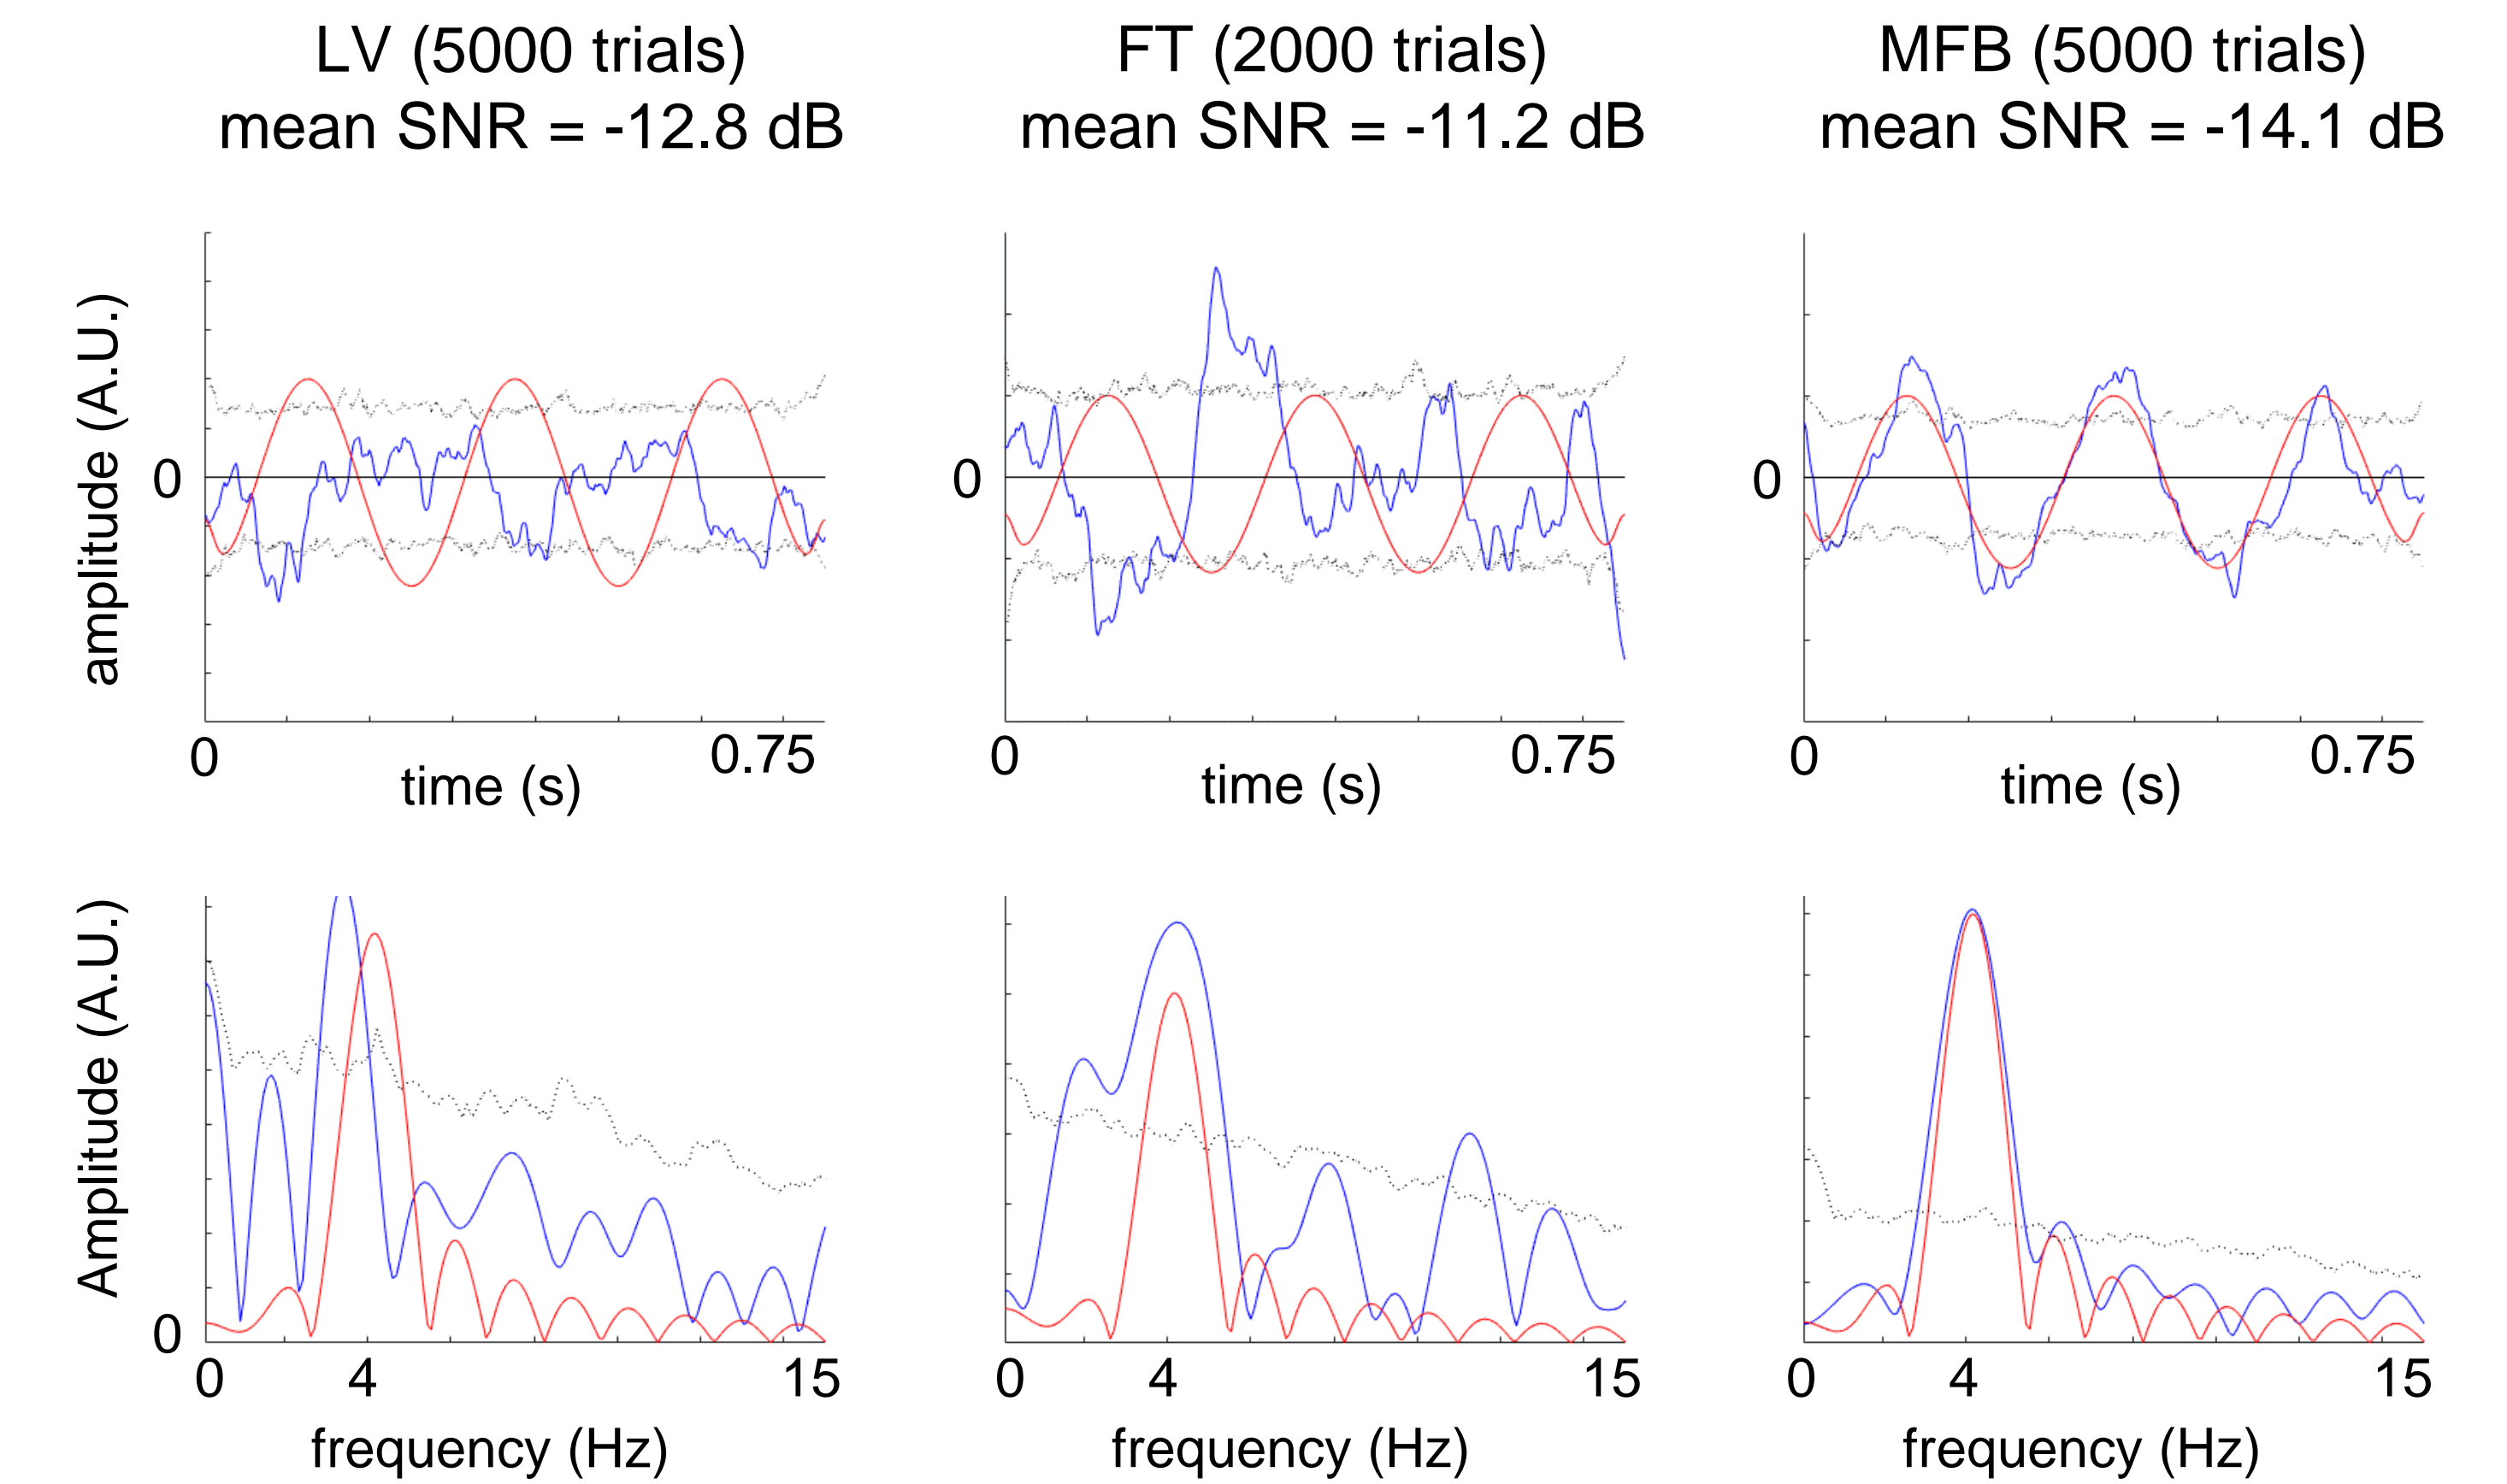 LV (5000 trials)
mean SNR = -12.8 dB
FT (2000 trials)
mean SNR = -11.2 dB
MFB (5000 trials)
mean SNR = -14.1 dB
amplitude (A.U.)
0
0
0.75
time (s)
0
0
0.75
time (s)
0
0
0.75
time (s)
Amplitude (A.U.)
0
0
4
15
frequency (Hz)
0
4
15
frequency (Hz)
0
4
15
frequency (Hz)